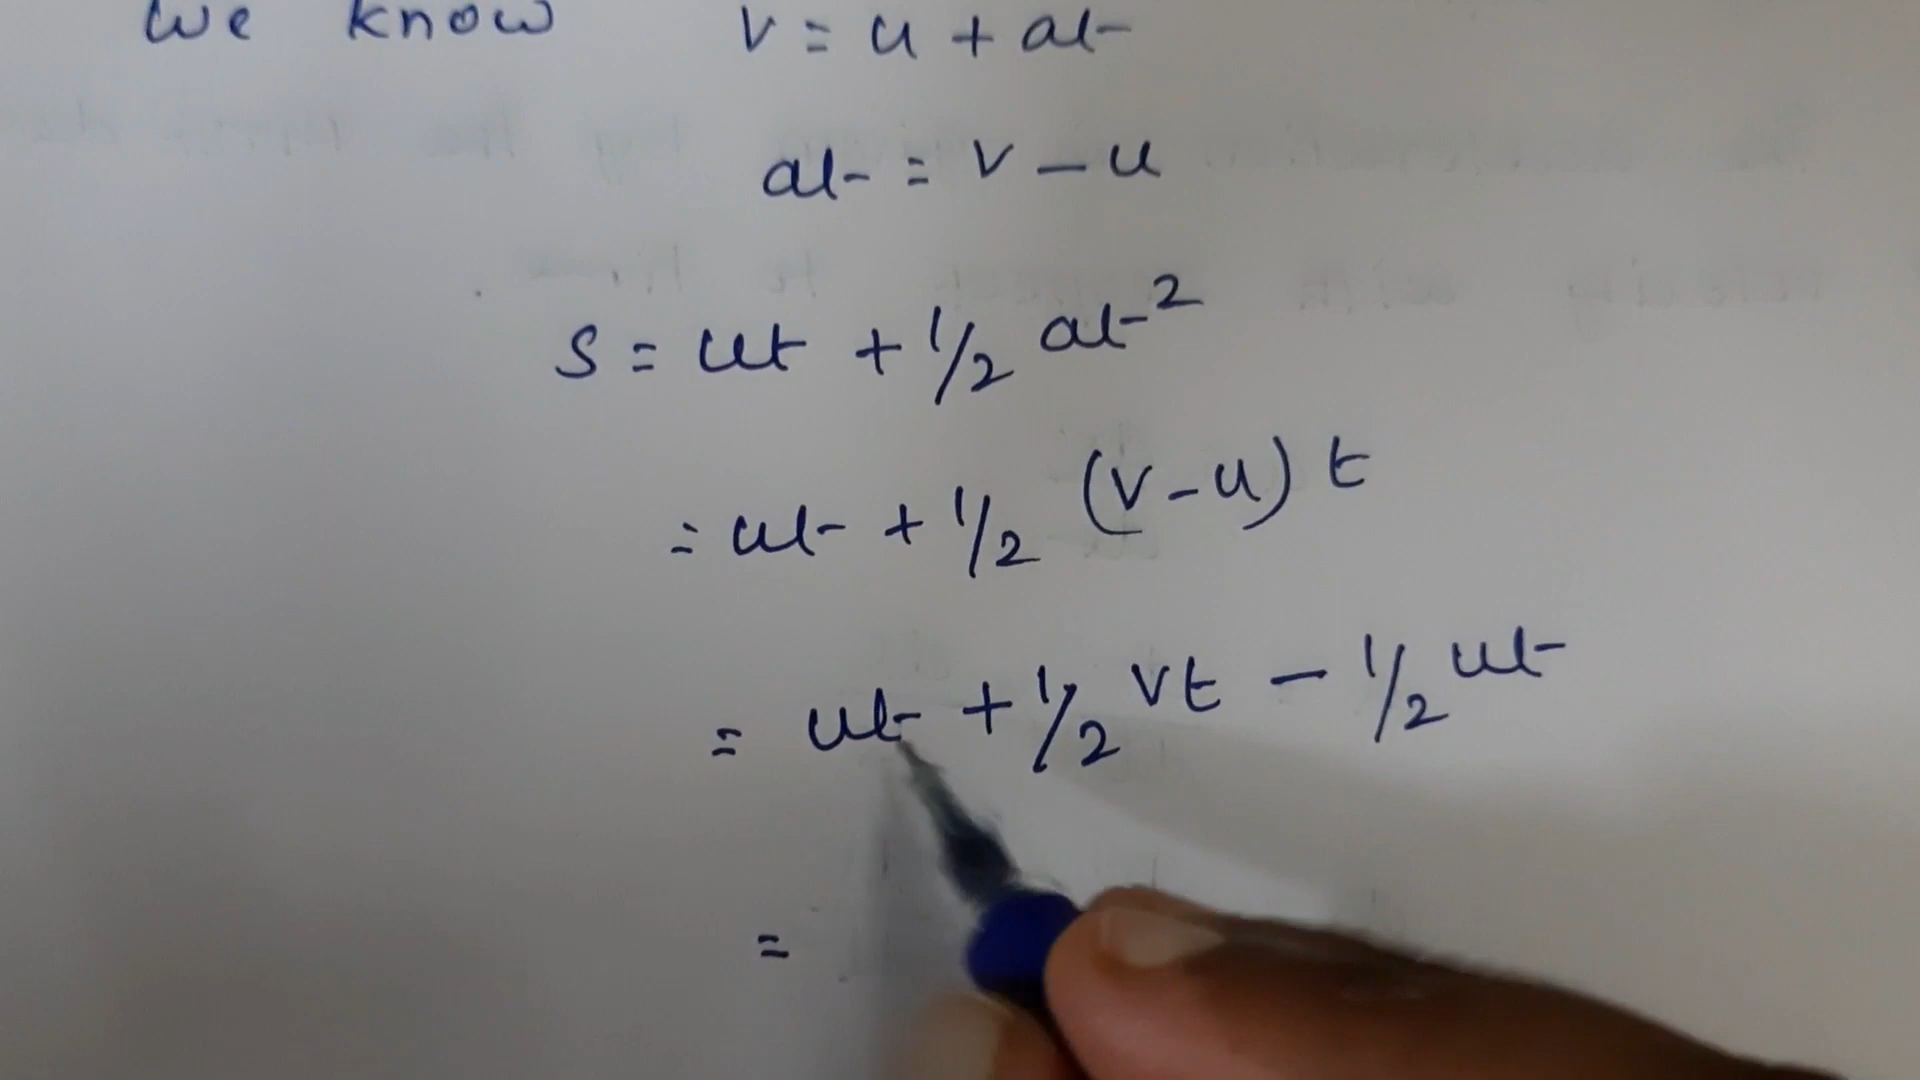 We know v = u + at
at = v - u
S = ut + 1/2 at²
= ut + 1/2 (v - u) t
= ut + 1/2 vt - 1/2 ut
=